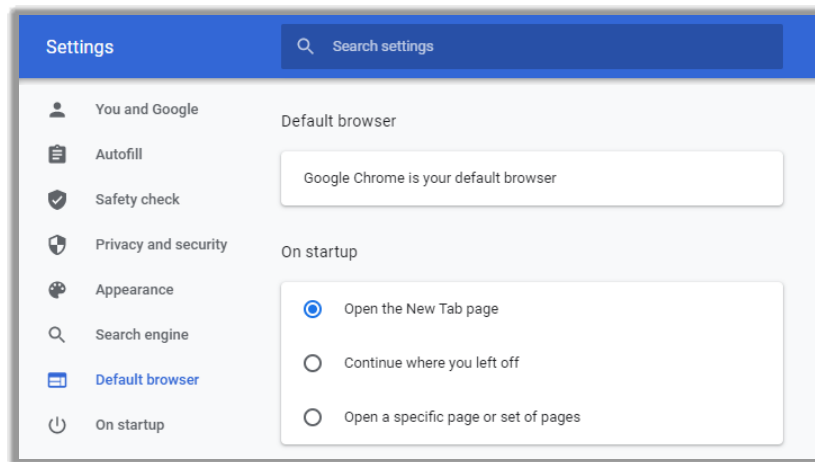 Settings
Search settings
You and Google
Autofill
Safety check
Privacy and security
Appearance
Search engine
Default browser
On startup
Default browser
Google Chrome is your default browser
On startup
Open the New Tab page
Continue where you left off
Open a specific page or set of pages